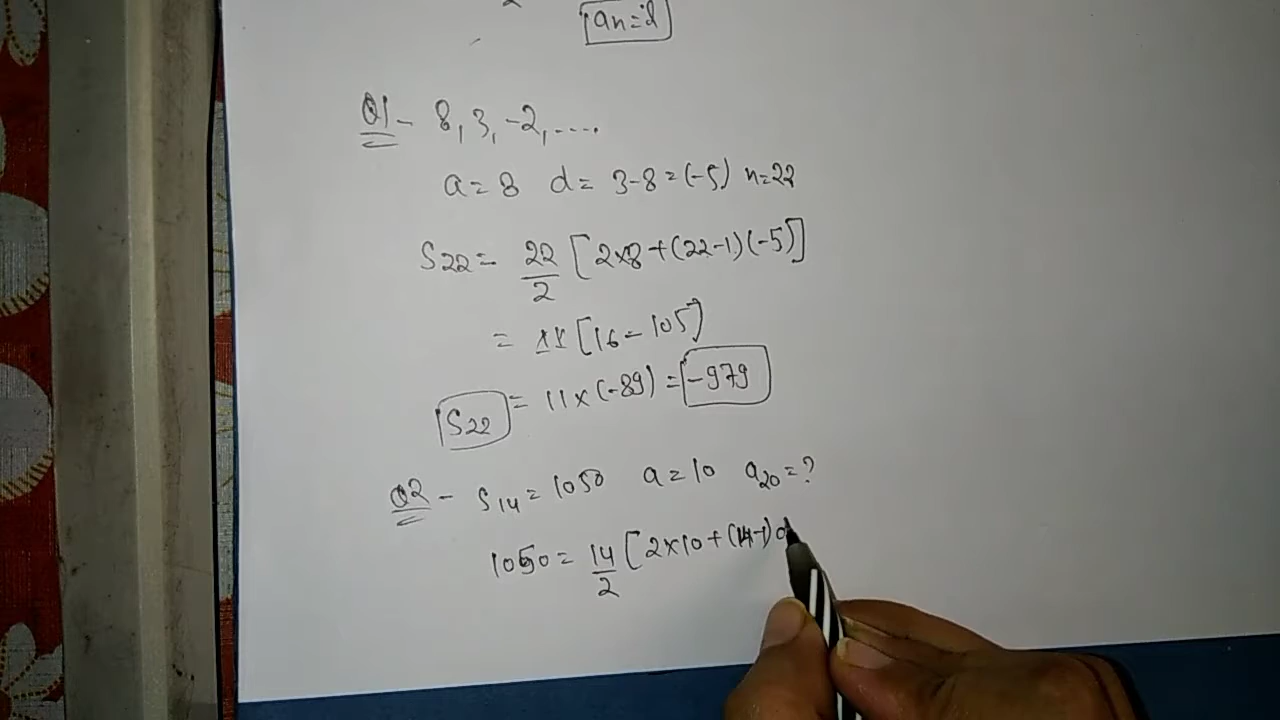 an=l
Q1- 8, 3, -2, ....
a=8 d= 3-8=(-5) n=22
S22= 22/2 [2×8+(22-1)(-5)]
= 11[16-105]
S22 = 11×(-89)=-979
Q2- S14=1050 a=10 a20=?
1050= 14/2 [2×10+(14-1)d